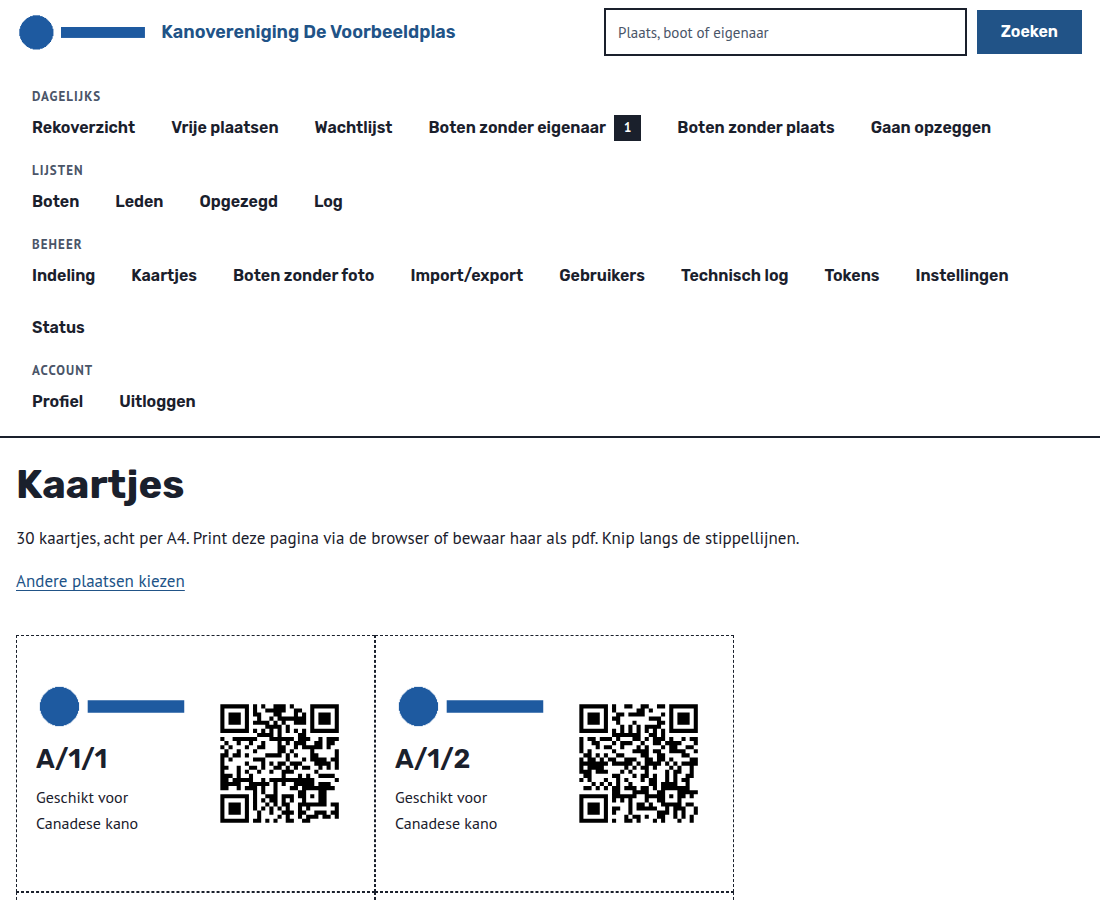 Kanovereniging De Voorbeeldplas
Plaats, boot of eigenaar
Zoeken
DAGELIJKS
Rekoverzicht Vrije plaatsen Wachtlijst Boten zonder eigenaar 1 Boten zonder plaats Gaan opzeggen
LIJSTEN
Boten Leden Opgezegd Log
BEHEER
Indeling Kaartjes Boten zonder foto Import/export Gebruikers Technisch log Tokens Instellingen
Status
ACCOUNT
Profiel Uitloggen
Kaartjes
30 kaartjes, acht per A4. Print deze pagina via de browser of bewaar haar als pdf. Knip langs de stippellijnen.
Andere plaatsen kiezen
A/1/1
Geschikt voor
Canadese kano
A/1/2
Geschikt voor
Canadese kano